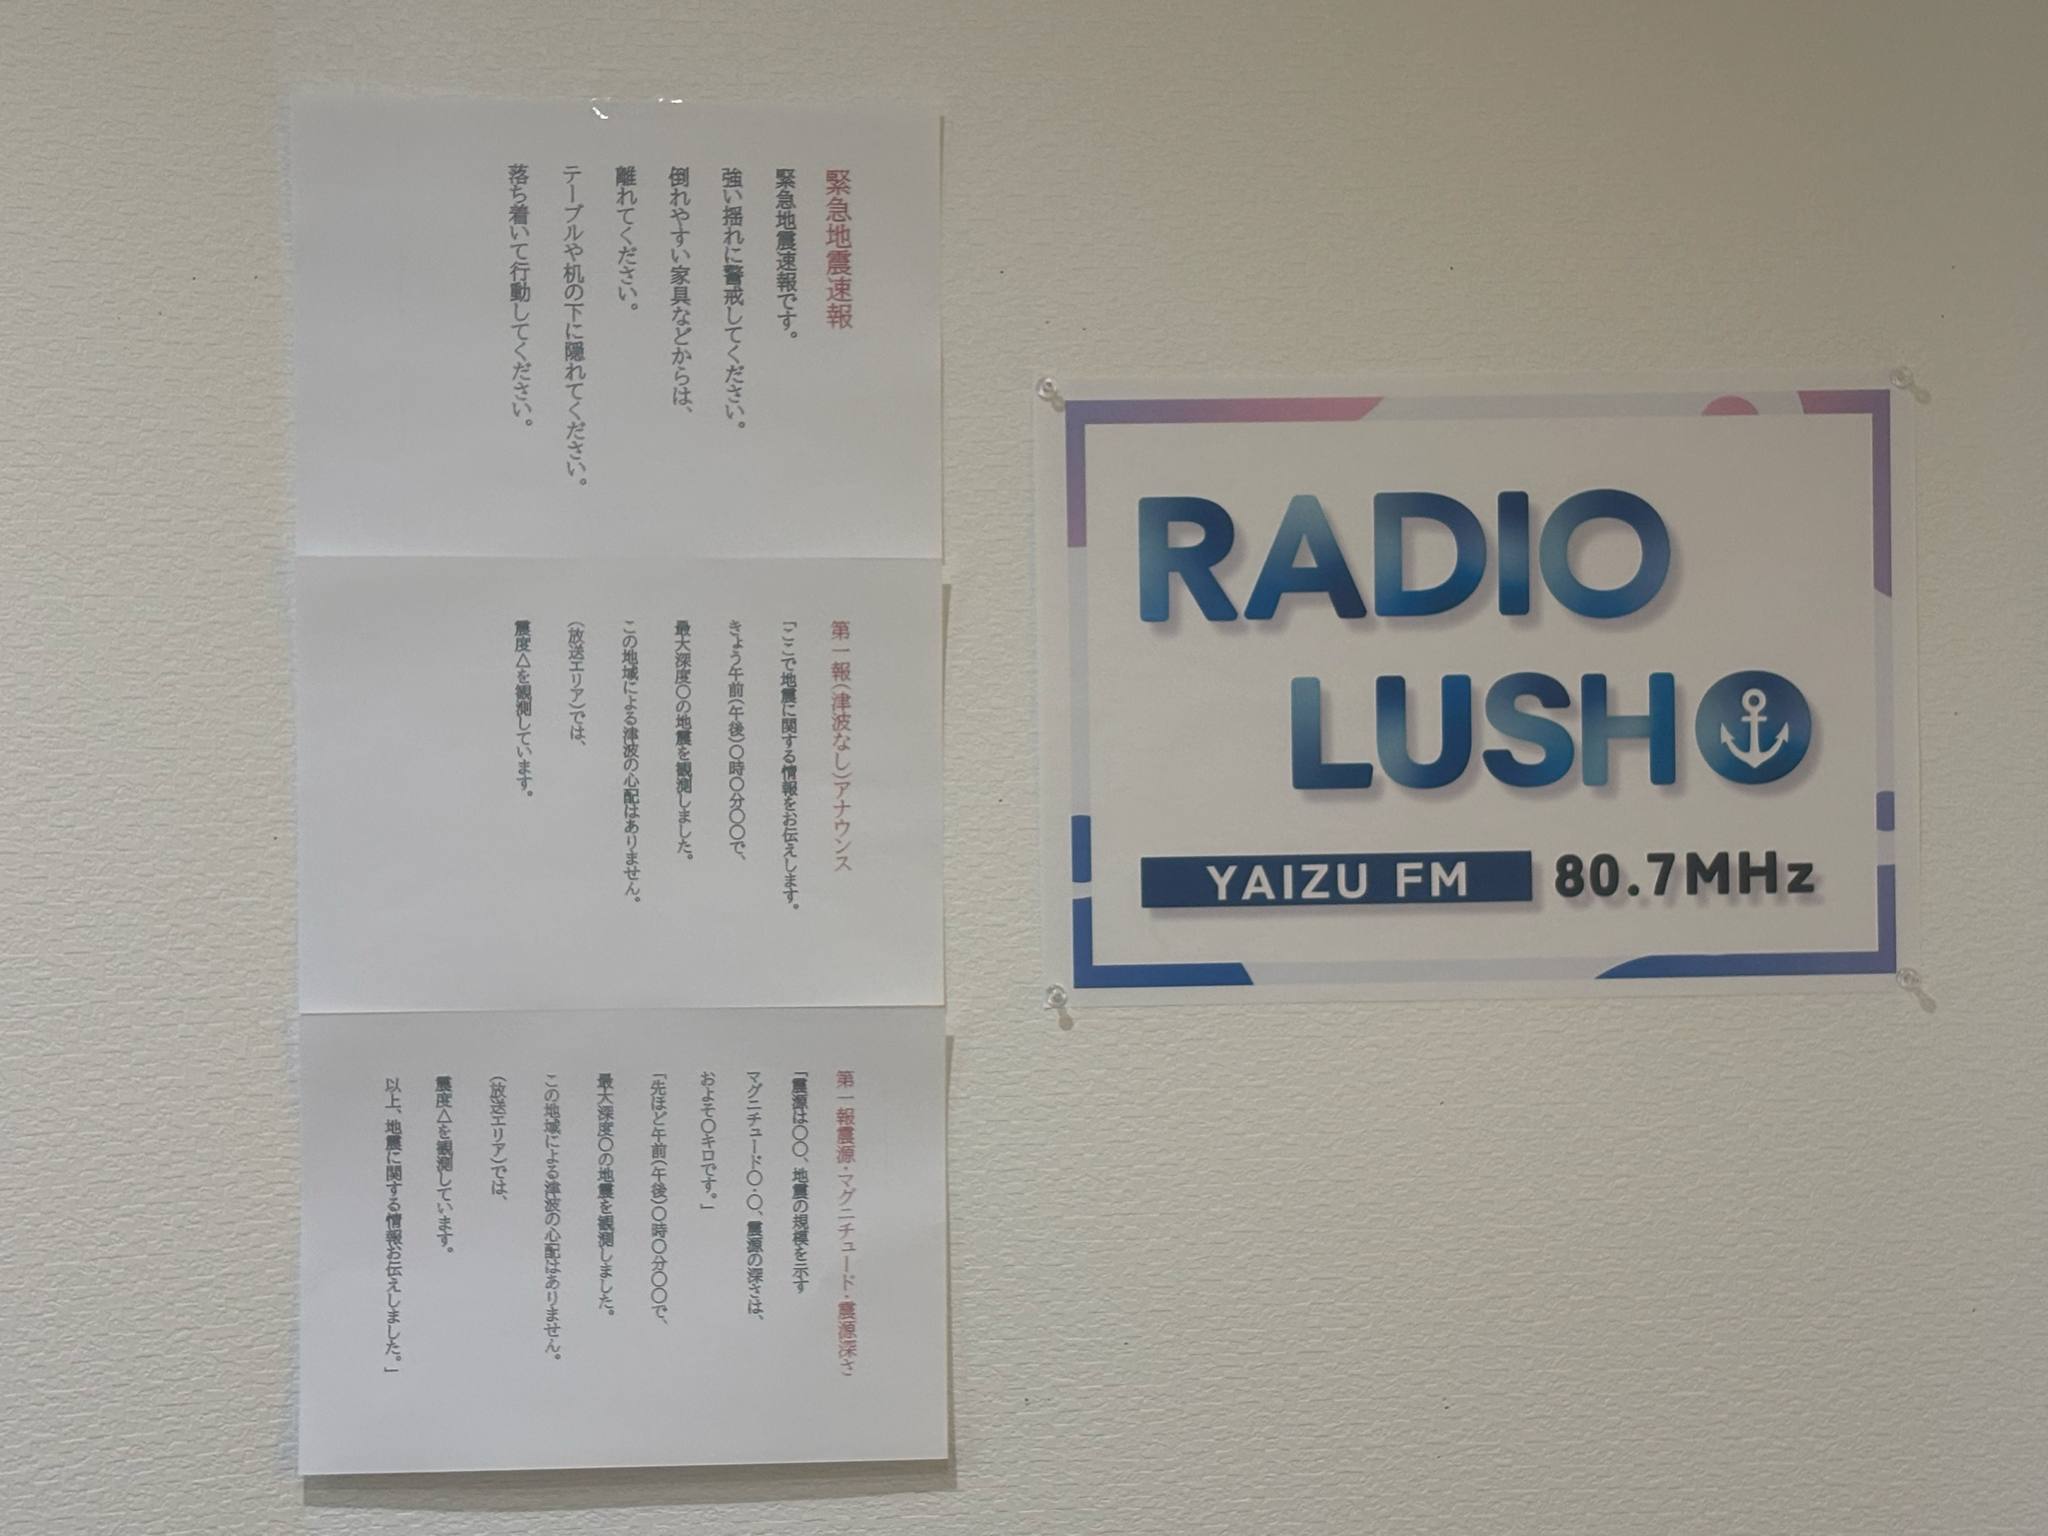 緊急地震速報
緊急地震速報です。
強い揺れに警戒してください。
倒れやすい家具などからは、
離れてください。
テーブルや机の下に隠れてください。
落ち着いて行動してください。
第一報(津波なし)アナウンス
「ここで地震に関する情報をお伝えします。
きょう午前(午後)〇時〇分〇〇で、
最大深度〇の地震を観測しました。
この地域による津波の心配はありません。
(放送エリア)では、
震度△を観測しています。
第一報震源・マグニチュード・震源深さ
「震源は〇〇、地震の規模を示す
マグニチュード〇・〇、震源の深さは、
およそ〇キロです。」
「先ほど午前(午後)〇時〇分〇〇で、
最大深度〇の地震を観測しました。
この地域による津波の心配はありません。
(放送エリア)では、
震度△を観測しています。
以上、地震に関する情報お伝えしました。」
RADIO
LUSH
YAIZU FM 80.7MHz